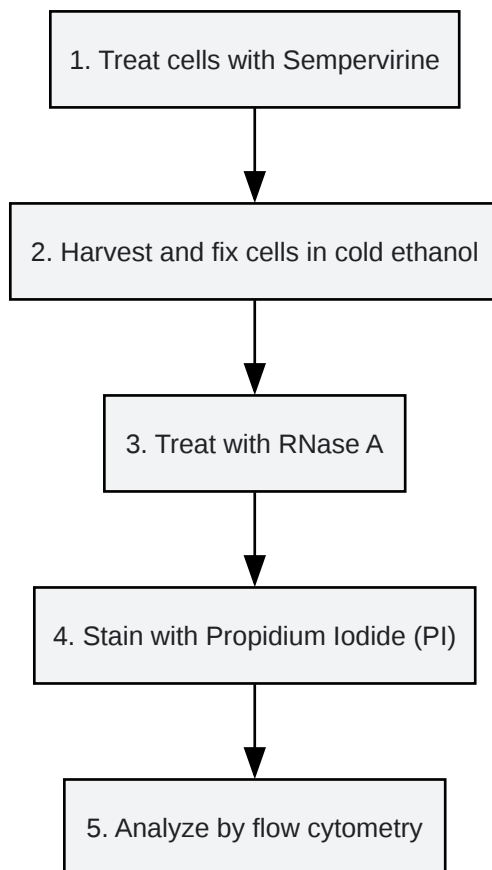 1. Treat cells with Sempervirine
2. Harvest and fix cells in cold ethanol
3. Treat with RNase A
4. Stain with Propidium Iodide (PI)
5. Analyze by flow cytometry